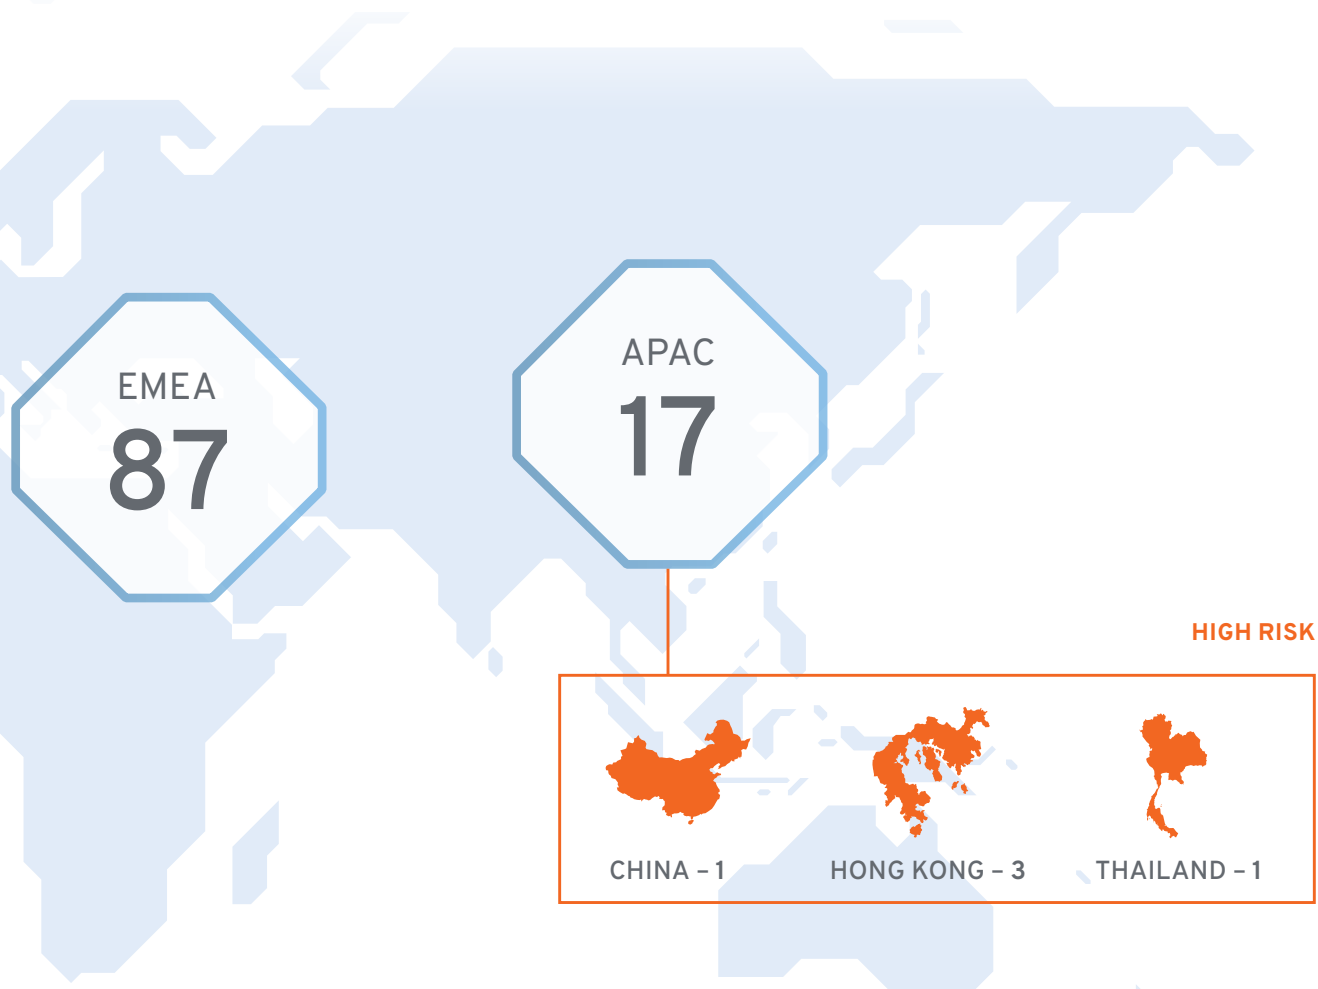 EMEA
87
APAC
17
HIGH RISK
CHINA – 1
HONG KONG – 3
THAILAND – 1